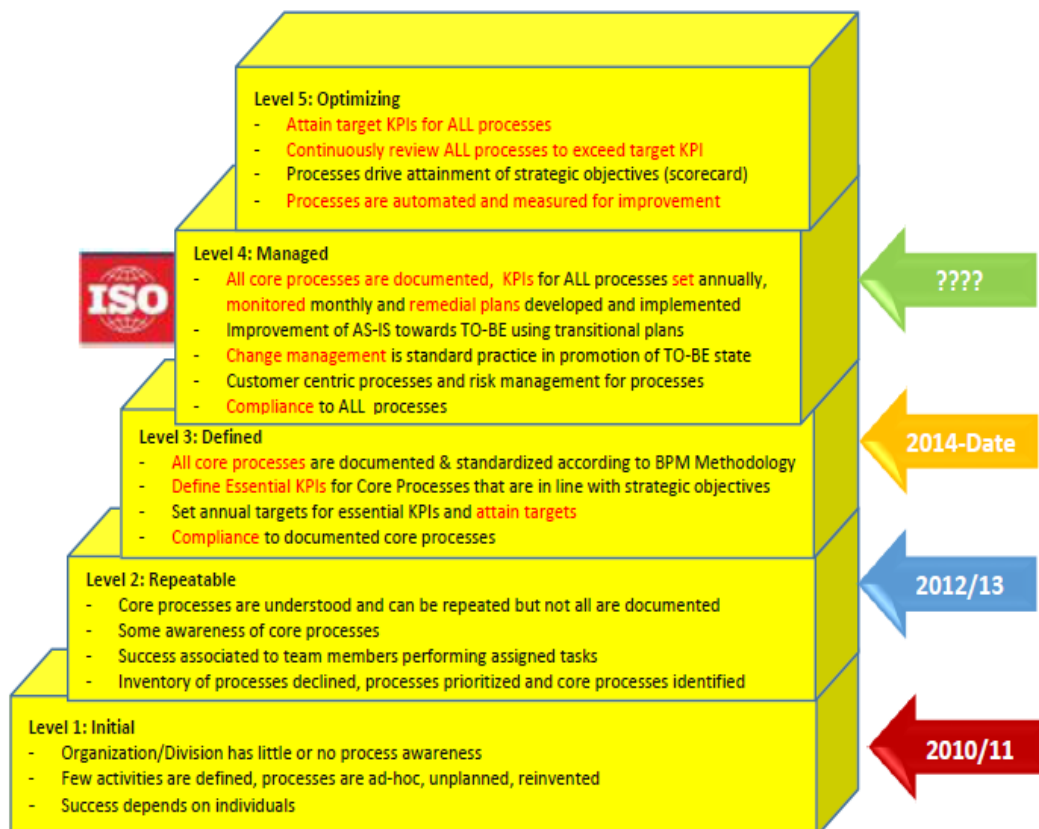 Level 5: Optimizing
- Attain target KPIs for ALL processes
- Continuously review ALL processes to exceed target KPI
- Processes drive attainment of strategic objectives (scorecard)
- Processes are automated and measured for improvement
ISO
Level 4: Managed
- All core processes are documented, KPIs for ALL processes set annually,
monitored monthly and remedial plans developed and implemented
- Improvement of AS-IS towards TO-BE using transitional plans
- Change management is standard practice in promotion of TO-BE state
- Customer centric processes and risk management for processes
- Compliance to ALL processes
????
Level 3: Defined
- All core processes are documented & standardized according to BPM Methodology
- Define Essential KPIs for Core Processes that are in line with strategic objectives
- Set annual targets for essential KPIs and attain targets
- Compliance to documented core processes
2014-Date
Level 2: Repeatable
- Core processes are understood and can be repeated but not all are documented
- Some awareness of core processes
- Success associated to team members performing assigned tasks
- Inventory of processes declined, processes prioritized and core processes identified
2012/13
Level 1: Initial
- Organization/Division has little or no process awareness
- Few activities are defined, processes are ad-hoc, unplanned, reinvented
- Success depends on individuals
2010/11